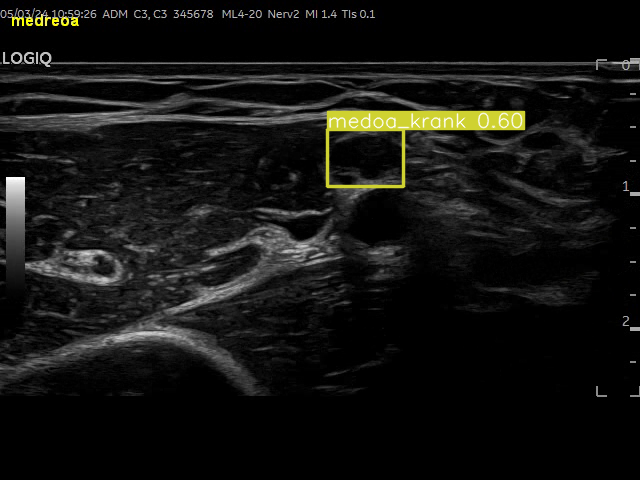 05/03/24 10:59:26 ADM C3, C3 345678 ML4-20 Nerv2 MI 1.4 TIs 0.1
medreoa
LOGIQ
0
medoa_krank 0.60
1
2